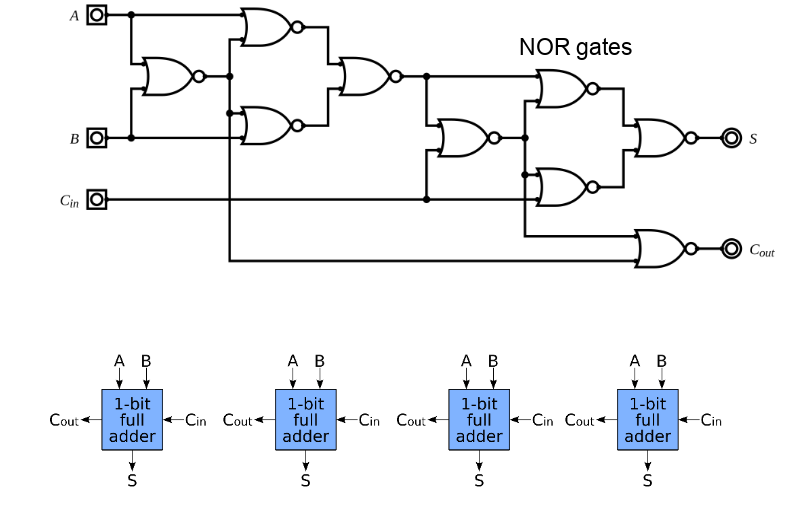 A
NOR gates
B
S
Cin
Cout
A B A B A B A B
1-bit 1-bit 1-bit 1-bit
Cout full Cin Cout full Cin Cout full Cin Cout full Cin
adder adder adder adder
S S S S